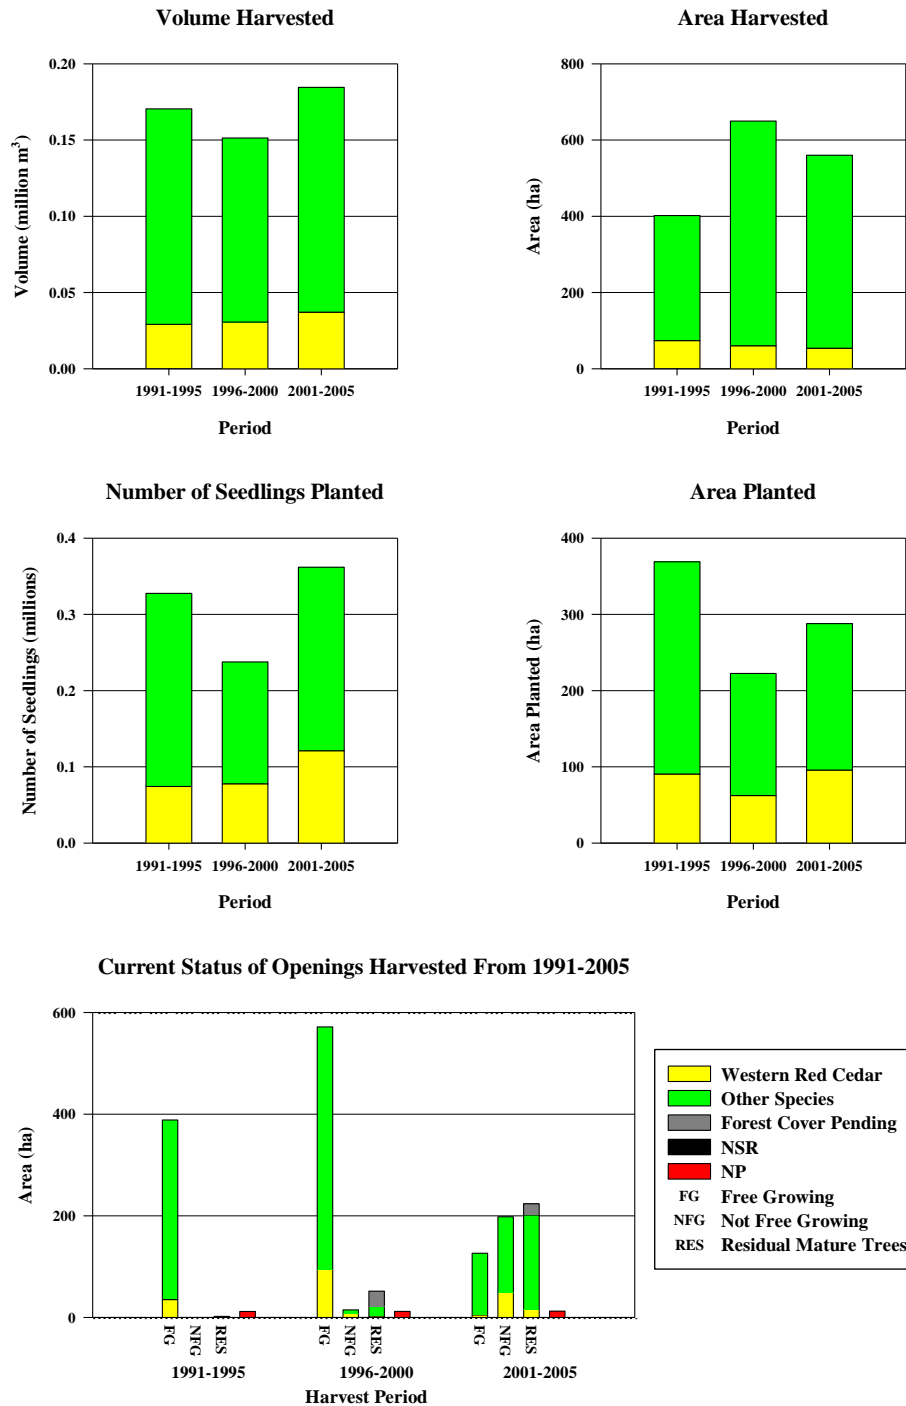 Volume Harvested
Area Harvested
0.20
0.15
0.10
0.05
0.00
Volume (million m³)
1991-1995 1996-2000 2001-2005
Period
800
600
400
200
0
Area (ha)
1991-1995 1996-2000 2001-2005
Period
Number of Seedlings Planted
Area Planted
0.4
0.3
0.2
0.1
0.0
Number of Seedlings (millions)
1991-1995 1996-2000 2001-2005
Period
400
300
200
100
0
Area Planted (ha)
1991-1995 1996-2000 2001-2005
Period
Current Status of Openings Harvested From 1991-2005
600
400
200
0
Area (ha)
FG NFG RES FG NFG RES FG NFG RES
1991-1995 1996-2000 2001-2005
Harvest Period
Western Red Cedar
Other Species
Forest Cover Pending
NSR
NP
FG Free Growing
NFG Not Free Growing
RES Residual Mature Trees